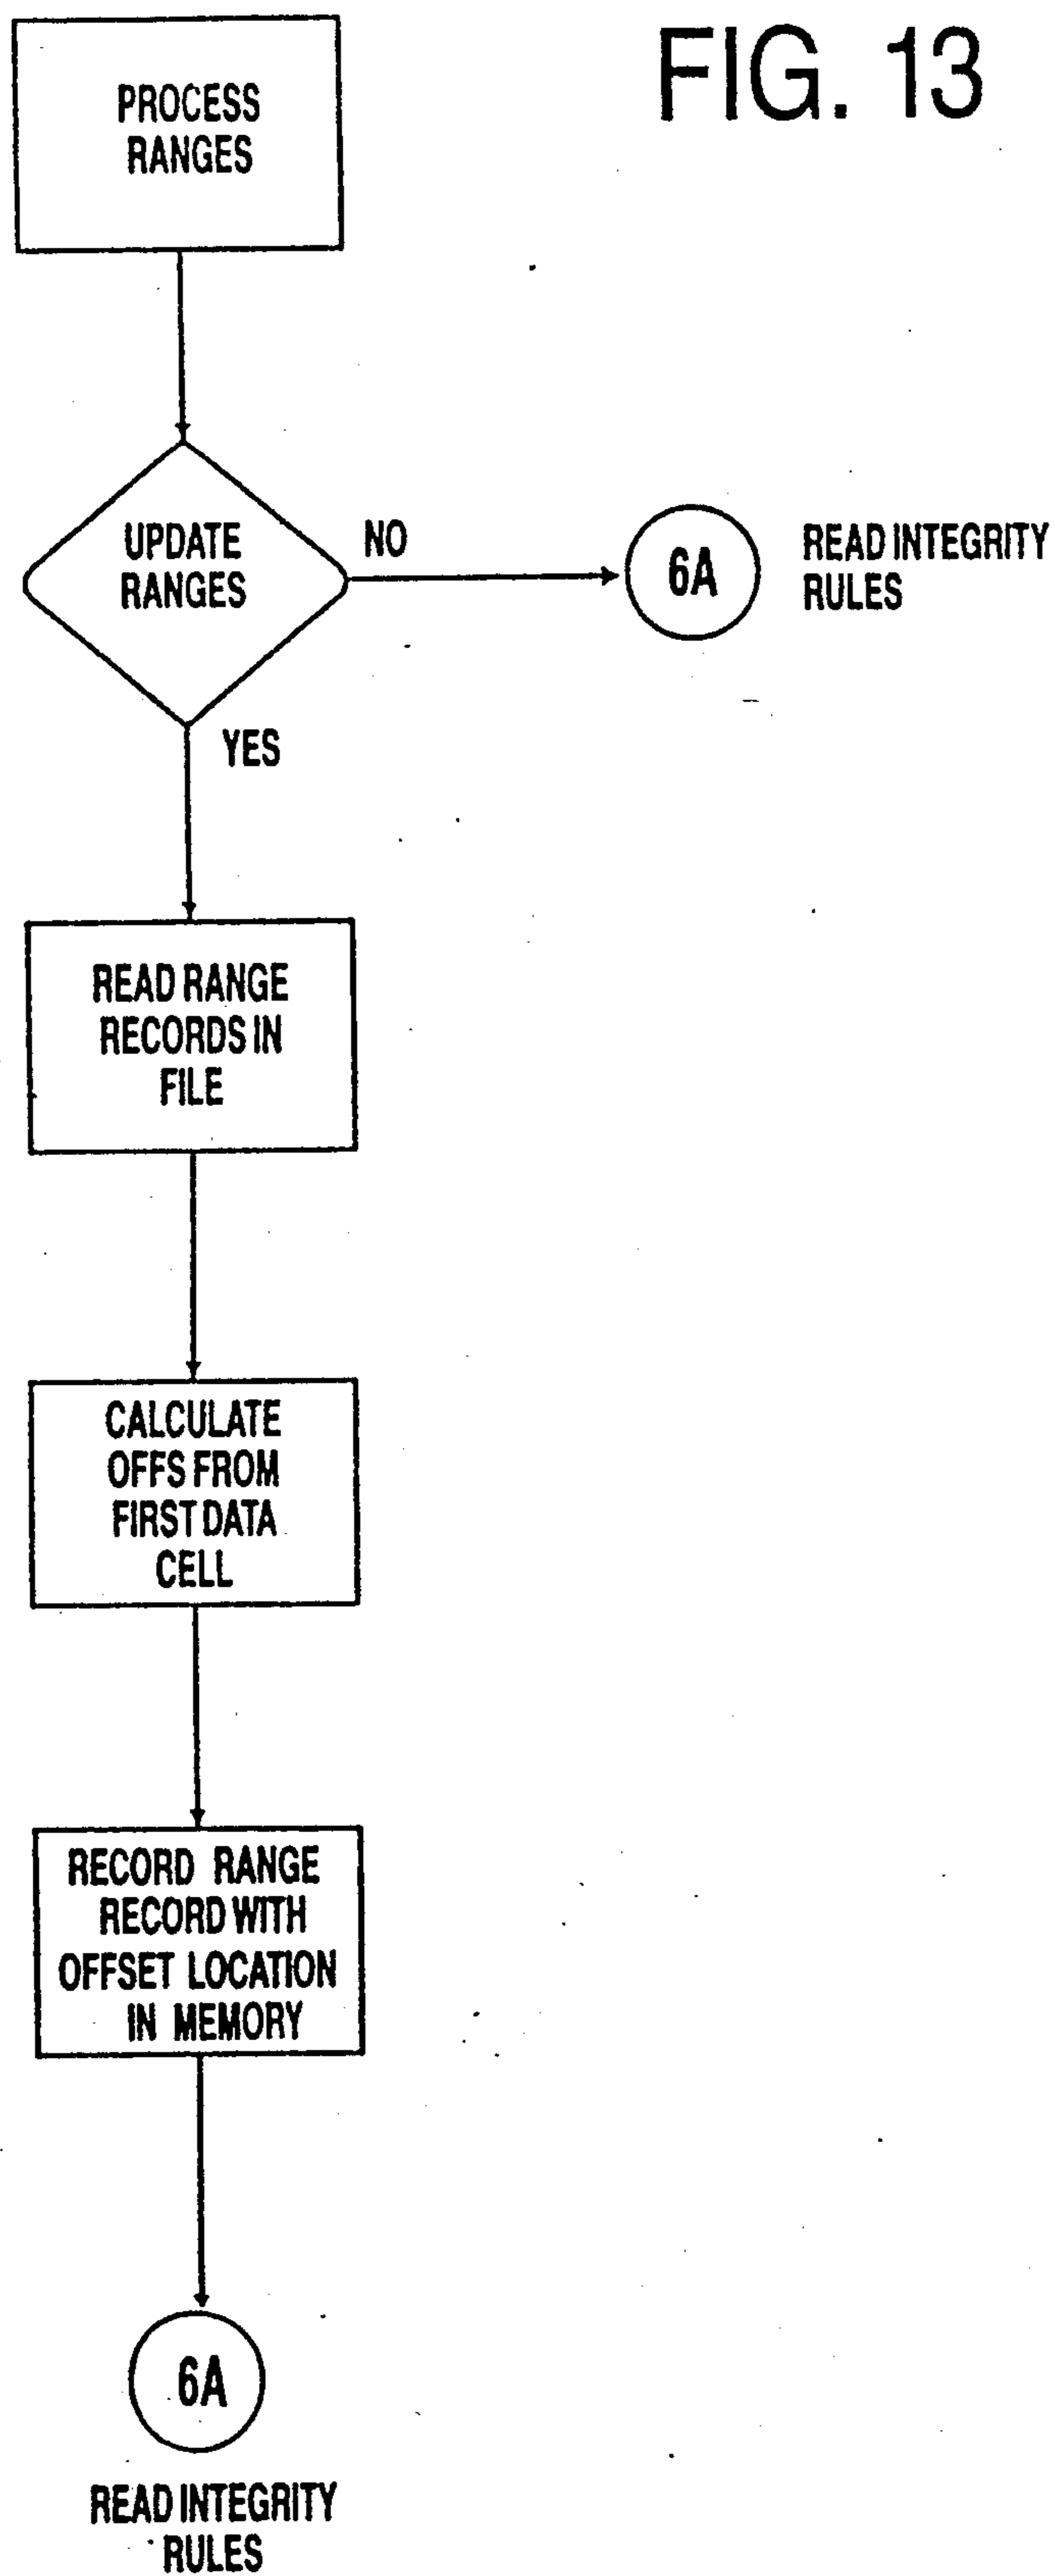 FIG. 13
PROCESS
RANGES
UPDATE
RANGES
NO
6A
READ INTEGRITY
RULES
YES
READ RANGE
RECORDS IN
FILE
CALCULATE
OFFS FROM
FIRST DATA
CELL
RECORD RANGE
RECORD WITH
OFFSET LOCATION
IN MEMORY
6A
READ INTEGRITY
RULES